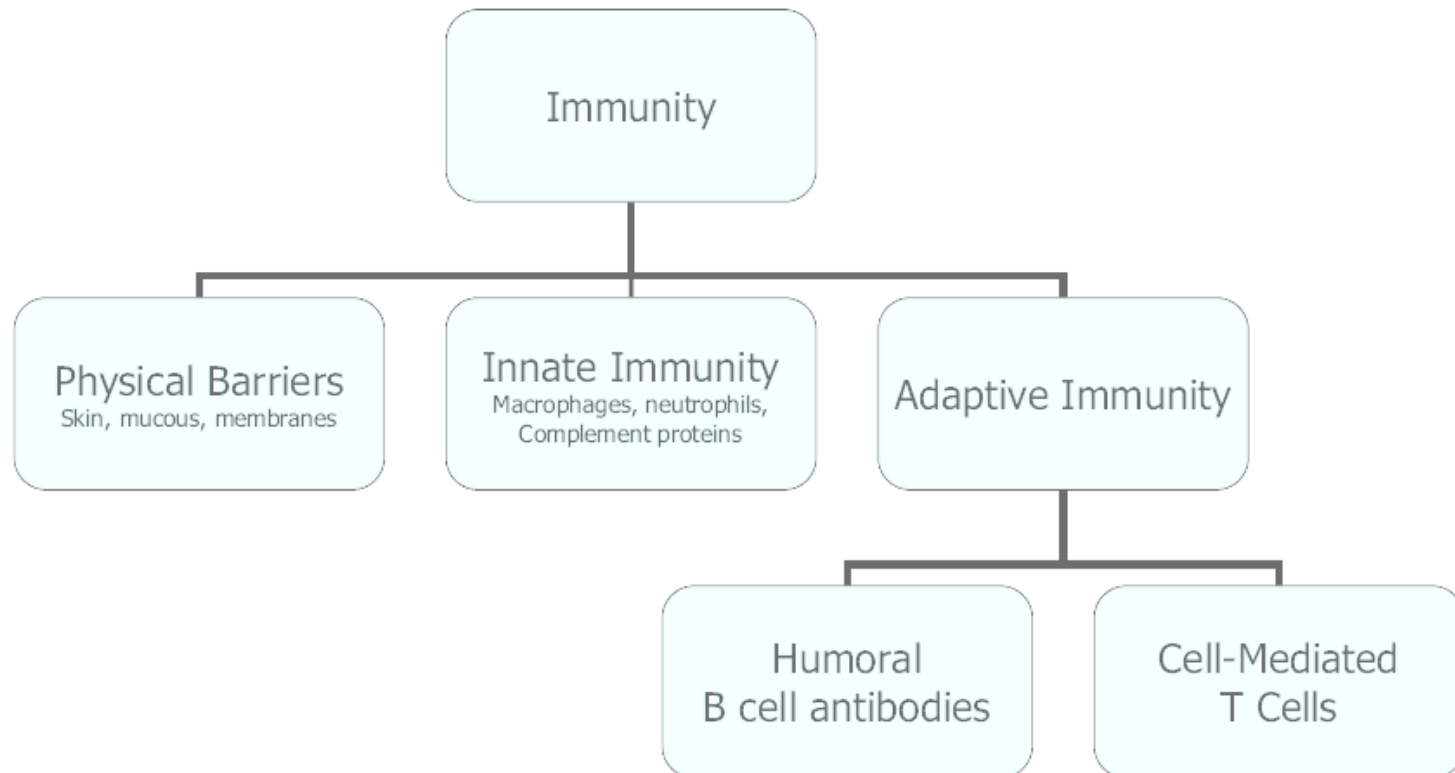 Immunity
Physical Barriers
Skin, mucous, membranes
Innate Immunity
Macrophages, neutrophils,
Complement proteins
Adaptive Immunity
Humoral
B cell antibodies
Cell-Mediated
T Cells